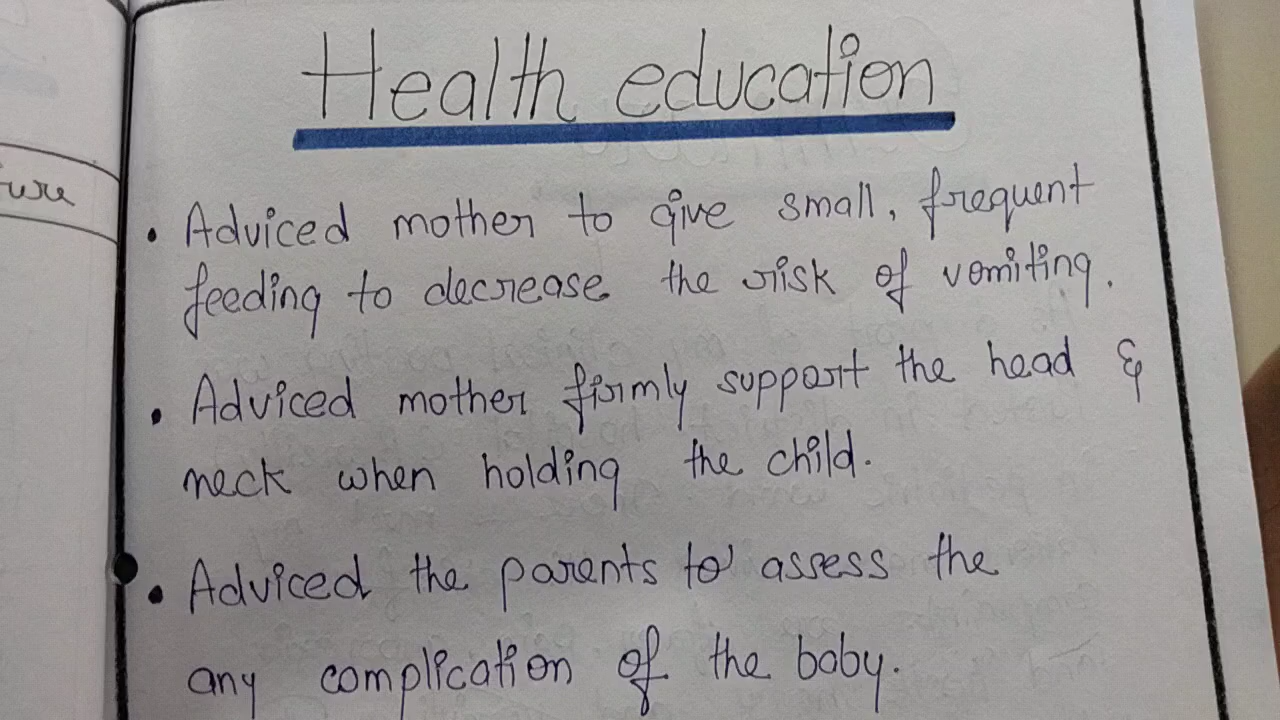 Health education
• Adviced mother to give small, frequent
feeding to decrease the risk of vomiting.
• Adviced mother firmly support the head &
neck when holding the child.
• Adviced the parents to assess the
any complication of the baby.